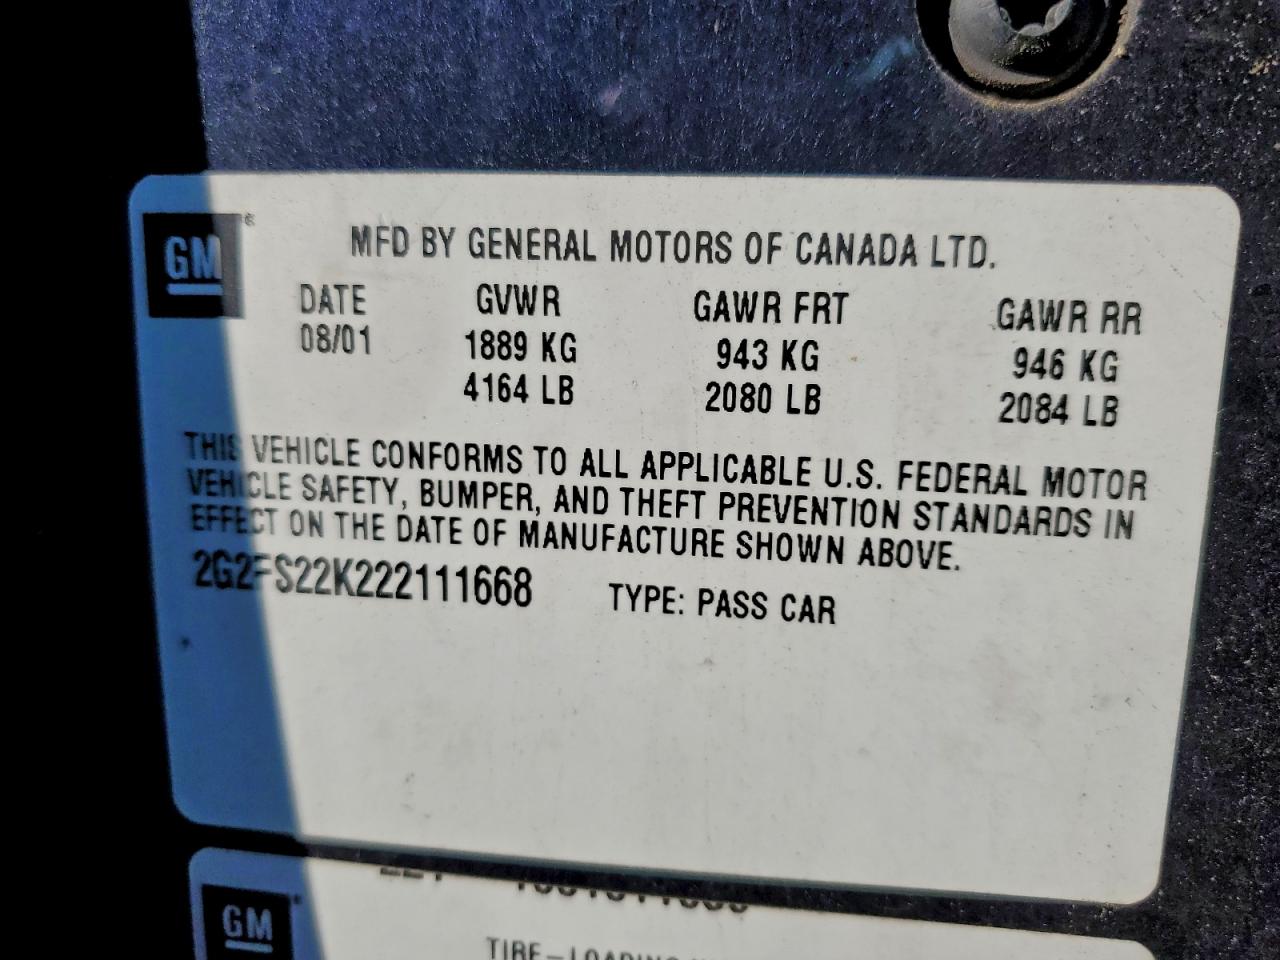 GM
MFD BY GENERAL MOTORS OF CANADA LTD.
DATE GVWR GAWR FRT GAWR RR
08/01 1889 KG 943 KG 946 KG
4164 LB 2080 LB 2084 LB
THIS VEHICLE CONFORMS TO ALL APPLICABLE U.S. FEDERAL MOTOR
VEHICLE SAFETY, BUMPER, AND THEFT PREVENTION STANDARDS IN
EFFECT ON THE DATE OF MANUFACTURE SHOWN ABOVE.
2G2FS22K222111668 TYPE: PASS CAR
GM
TIRE-LOADING